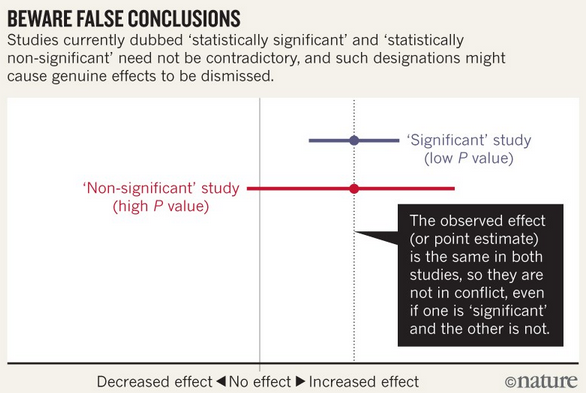 BEWARE FALSE CONCLUSIONS
Studies currently dubbed ‘statistically significant’ and ‘statistically
non-significant’ need not be contradictory, and such designations might
cause genuine effects to be dismissed.
‘Significant’ study
(low P value)
‘Non-significant’ study
(high P value)
The observed effect
(or point estimate)
is the same in both
studies, so they are
not in conflict, even
if one is ‘significant’
and the other is not.
Decreased effect ◀ No effect ▶ Increased effect
©nature